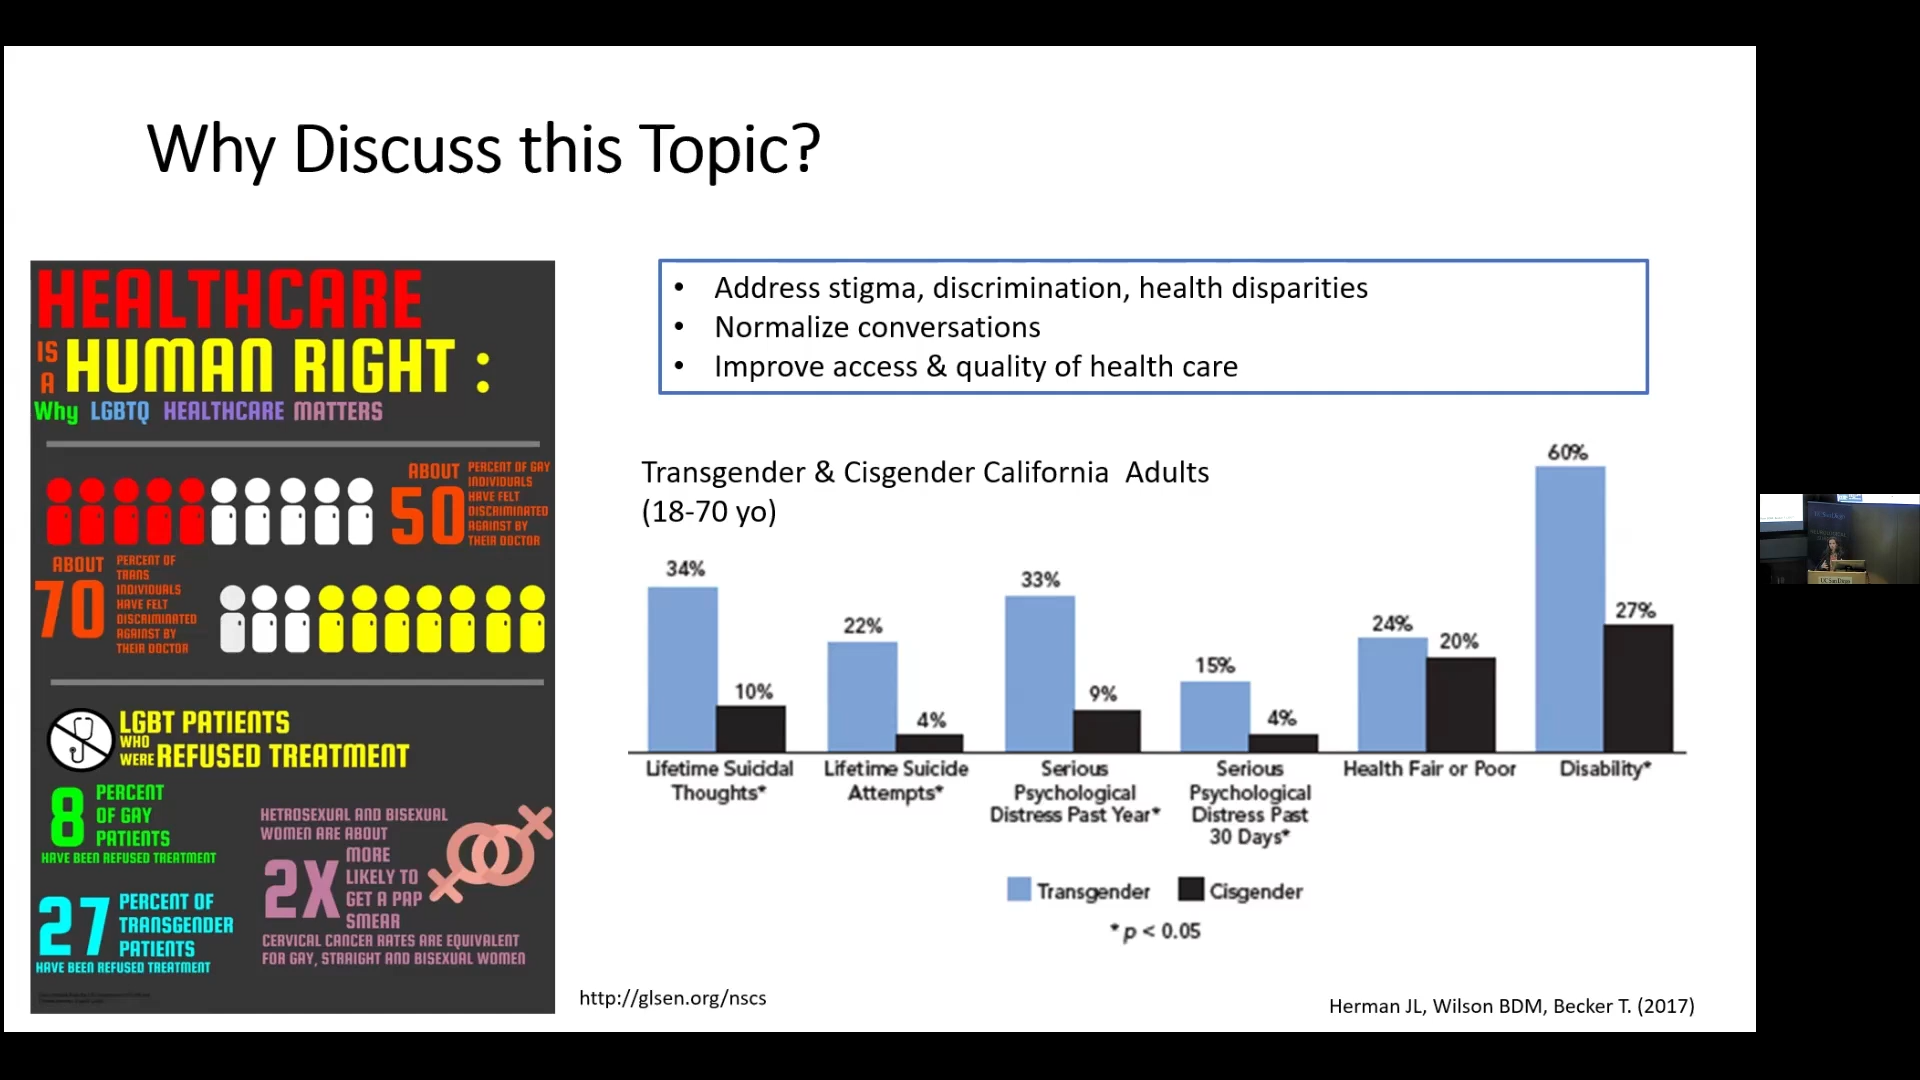 Why Discuss this Topic?
HEALTHCARE
IS A HUMAN RIGHT :
Why LGBTQ HEALTHCARE MATTERS
ABOUT 50 PERCENT OF GAY
INDIVIDUALS
HAVE FELT
DISCRIMINATED
AGAINST BY
THEIR DOCTOR
ABOUT 70 PERCENT OF
TRANS
INDIVIDUALS
HAVE FELT
DISCRIMINATED
AGAINST BY
THEIR DOCTOR
LGBT PATIENTS
WHO
WERE REFUSED TREATMENT
8 PERCENT
OF GAY
PATIENTS
HAVE BEEN REFUSED TREATMENT
27 PERCENT OF
TRANSGENDER
PATIENTS
HAVE BEEN REFUSED TREATMENT
HETROSEXUAL AND BISEXUAL
WOMEN ARE ABOUT
2X MORE
LIKELY TO
GET A PAP
SMEAR
CERVICAL CANCER RATES ARE EQUIVALENT
FOR GAY, STRAIGHT AND BISEXUAL WOMEN
• Address stigma, discrimination, health disparities
• Normalize conversations
• Improve access & quality of health care
Transgender & Cisgender California Adults
(18-70 yo)
34% 10% 22% 4% 33% 9% 15% 4% 24% 20% 60% 27%
Lifetime Suicidal
Thoughts*
Lifetime Suicide
Attempts*
Serious
Psychological
Distress Past Year*
Serious
Psychological
Distress Past
30 Days*
Health Fair or Poor
Disability*
Transgender Cisgender
* p < 0.05
http://glsen.org/nscs
Herman JL, Wilson BDM, Becker T. (2017)
UC San Diego
UC San Diego